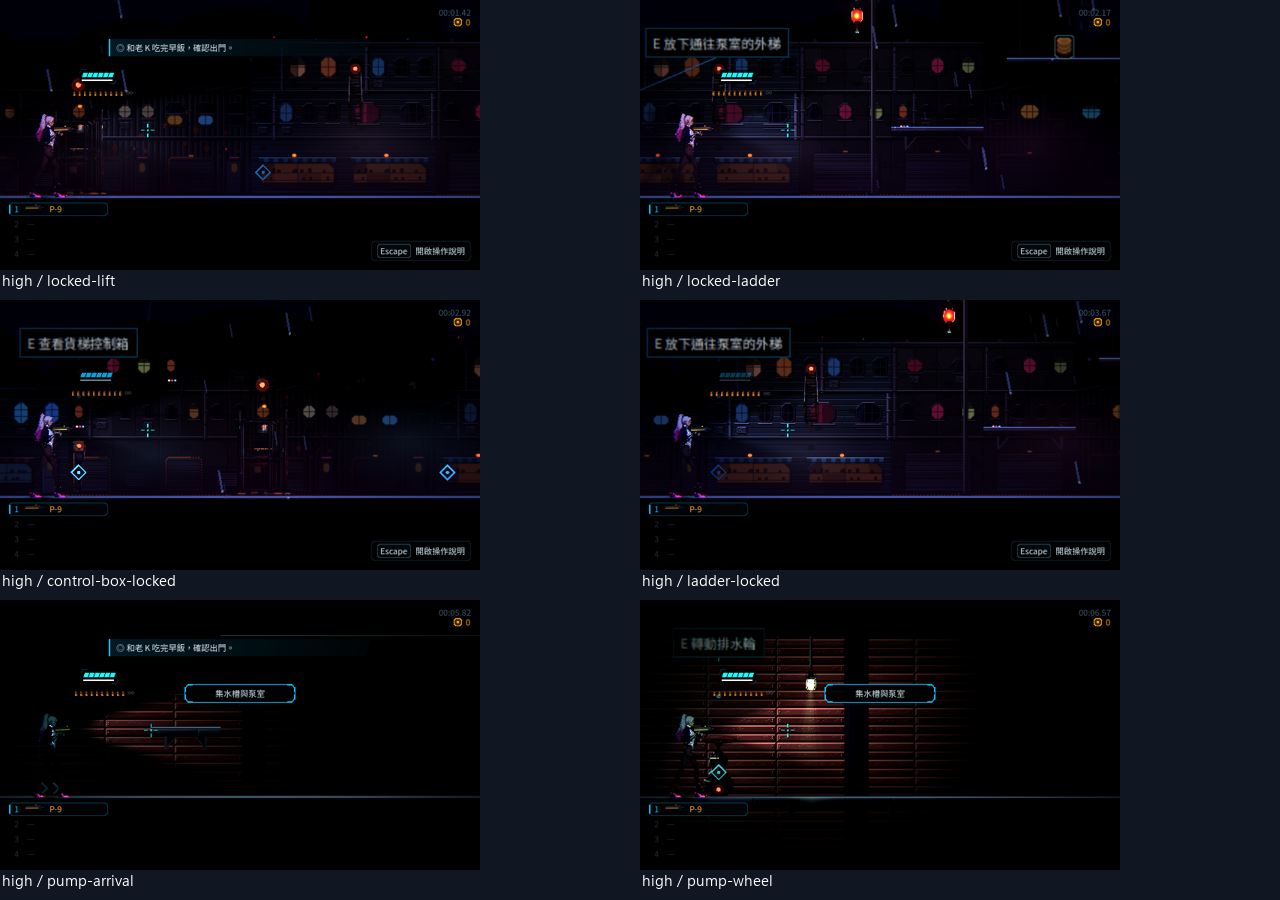 00:01.42
0
◎ 和老 K 吃完早飯，確認出門。
1 P-9
2 —
3 —
4 —
Escape 開啟操作說明
high / locked-lift
00:02.17
0
E 放下通往泵室的外梯
1 P-9
2 —
3 —
4 —
Escape 開啟操作說明
high / locked-ladder
00:02.92
0
E 查看貨梯控制箱
1 P-9
2 —
3 —
4 —
Escape 開啟操作說明
high / control-box-locked
00:03.67
0
E 放下通往泵室的外梯
1 P-9
2 —
3 —
4 —
Escape 開啟操作說明
high / ladder-locked
00:05.82
0
◎ 和老 K 吃完早飯，確認出門。
集水槽與泵室
1 P-9
2 —
3 —
4 —
high / pump-arrival
00:06.57
0
E 轉動排水輪
集水槽與泵室
1 P-9
2 —
3 —
4 —
high / pump-wheel